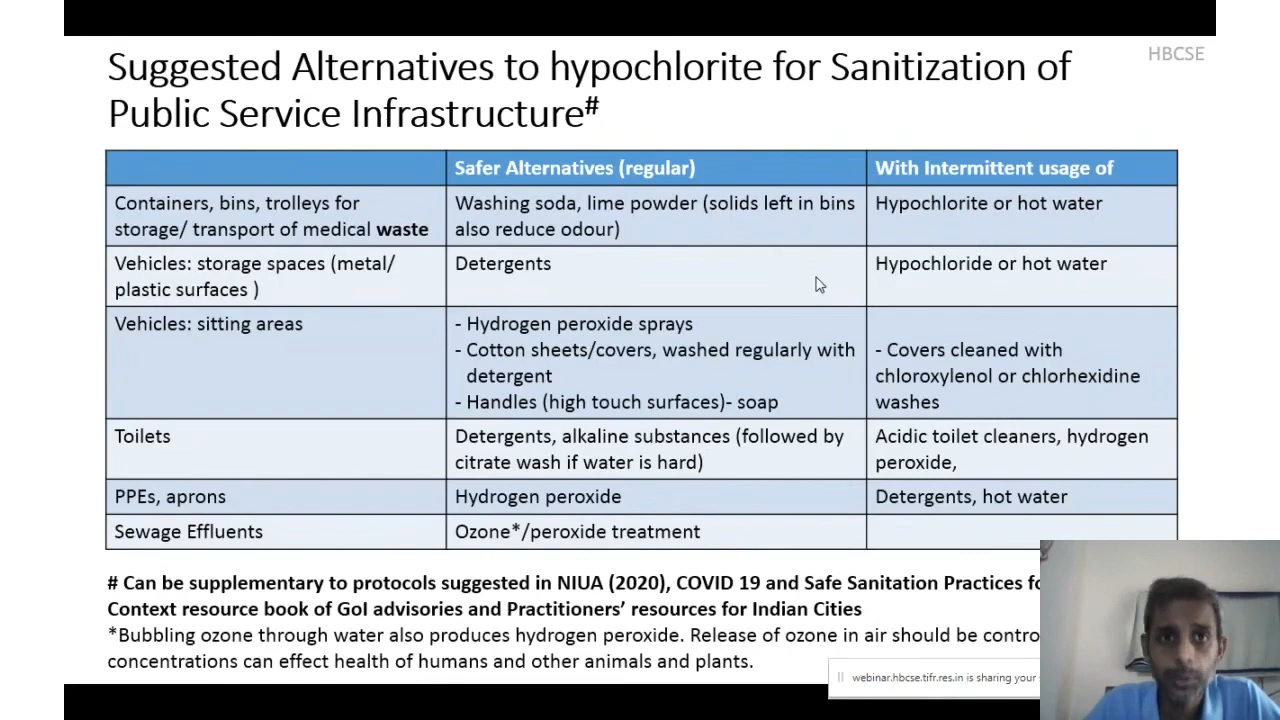 HBCSE
Suggested Alternatives to hypochlorite for Sanitization of
Public Service Infrastructure#
Safer Alternatives (regular)
With Intermittent usage of
Containers, bins, trolleys for
storage/ transport of medical waste
Washing soda, lime powder (solids left in bins
also reduce odour)
Hypochlorite or hot water
Vehicles: storage spaces (metal/
plastic surfaces )
Detergents
Hypochloride or hot water
Vehicles: sitting areas
- Hydrogen peroxide sprays
- Cotton sheets/covers, washed regularly with
detergent
- Handles (high touch surfaces)- soap
- Covers cleaned with
chloroxylenol or chlorhexidine
washes
Toilets
Detergents, alkaline substances (followed by
citrate wash if water is hard)
Acidic toilet cleaners, hydrogen
peroxide,
PPEs, aprons
Hydrogen peroxide
Detergents, hot water
Sewage Effluents
Ozone*/peroxide treatment
# Can be supplementary to protocols suggested in NIUA (2020), COVID 19 and Safe Sanitation Practices
Context resource book of GoI advisories and Practitioners' resources for Indian Cities
*Bubbling ozone through water also produces hydrogen peroxide. Release of ozone in air should be
concentrations can effect health of humans and other animals and plants.
webinar.hbcse.tifr.res.in is sharing your